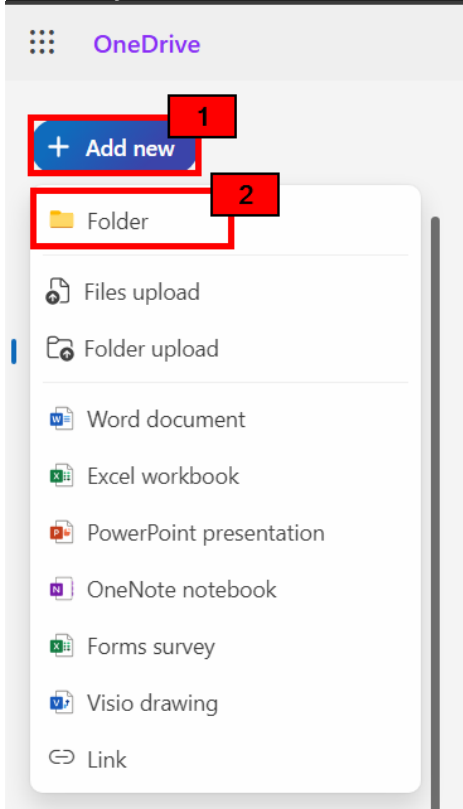 OneDrive
1
+ Add new
2
Folder
Files upload
Folder upload
Word document
Excel workbook
PowerPoint presentation
OneNote notebook
Forms survey
Visio drawing
Link